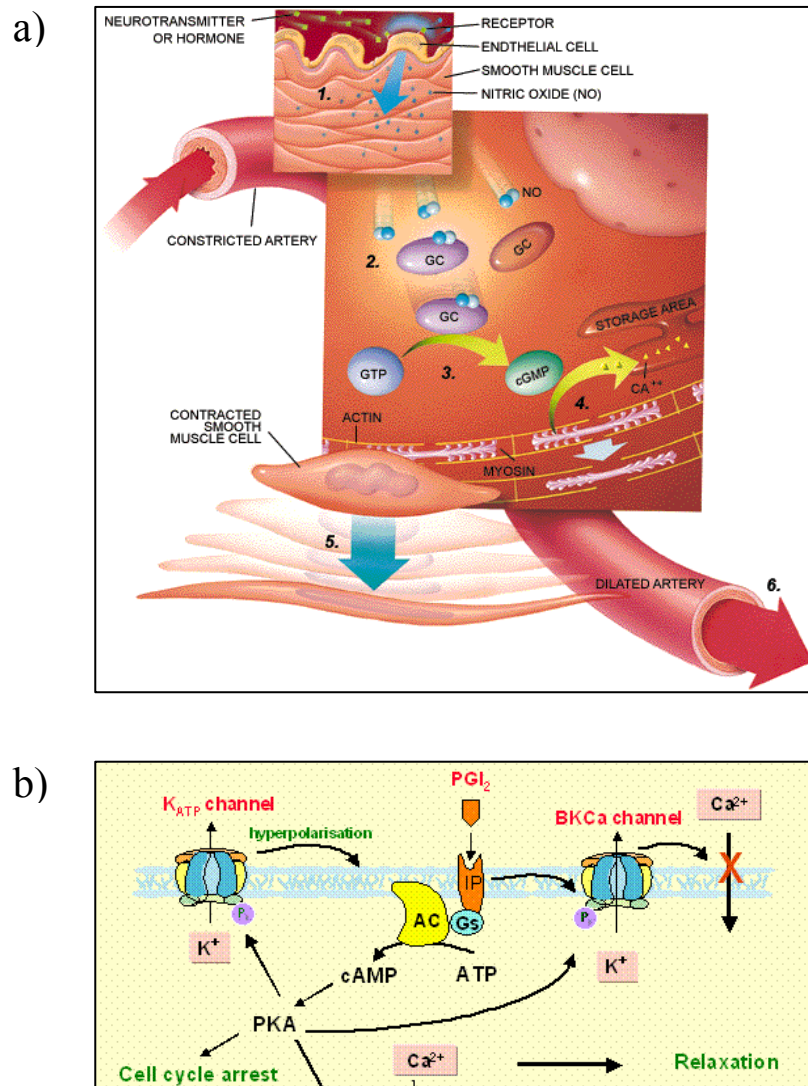 a)
NEUROTRANSMITTER
OR HORMONE
RECEPTOR
ENDTHELIAL CELL
SMOOTH MUSCLE CELL
NITRIC OXIDE (NO)
1.
CONSTRICTED ARTERY
NO
2.
GC
GC
GC
STORAGE AREA
GTP
3.
cGMP
4.
CA++
CONTRACTED
SMOOTH
MUSCLE CELL
ACTIN
MYOSIN
5.
DILATED ARTERY
6.
b)
PGI2
KATP channel
BKCa channel
Ca2+
hyperpolarisation
IP
AC
Gs
P
P
K+
K+
cAMP
ATP
PKA
Cell cycle arrest
Ca2+
Relaxation